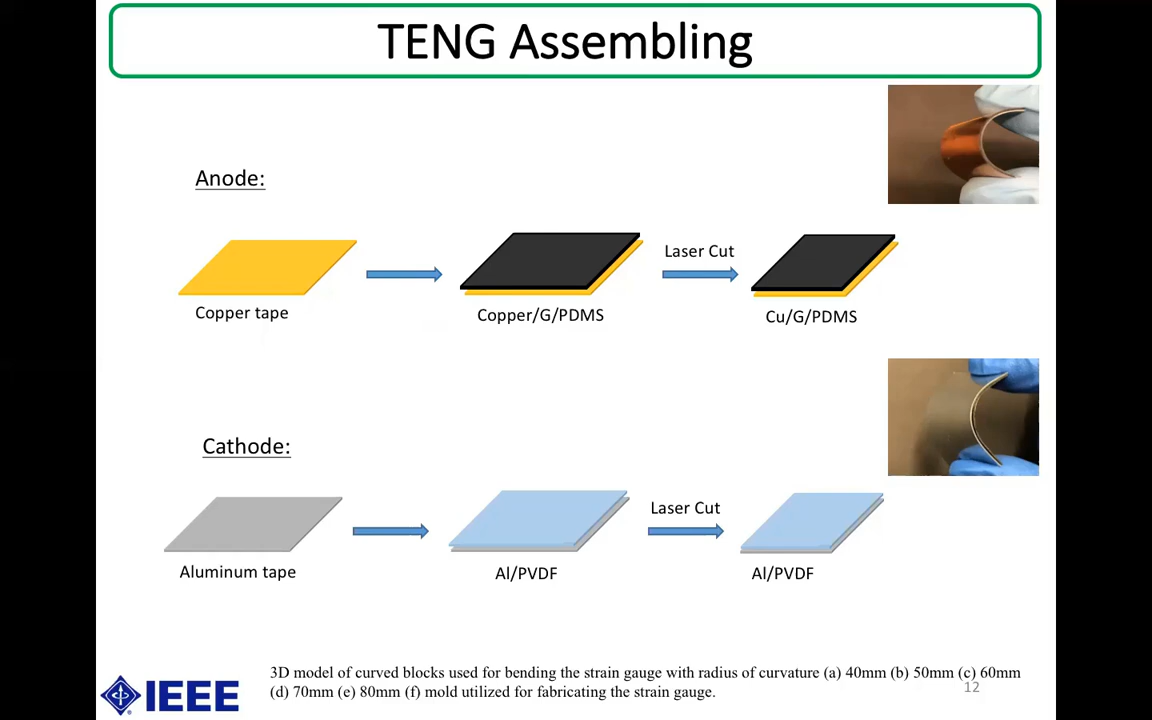 TENG Assembling
Anode:
Laser Cut
Copper tape
Copper/G/PDMS
Cu/G/PDMS
Cathode:
Laser Cut
Aluminum tape
Al/PVDF
Al/PVDF
IEEE
3D model of curved blocks used for bending the strain gauge with radius of curvature (a) 40mm (b) 50mm (c) 60mm
(d) 70mm (e) 80mm (f) mold utilized for fabricating the strain gauge.
12